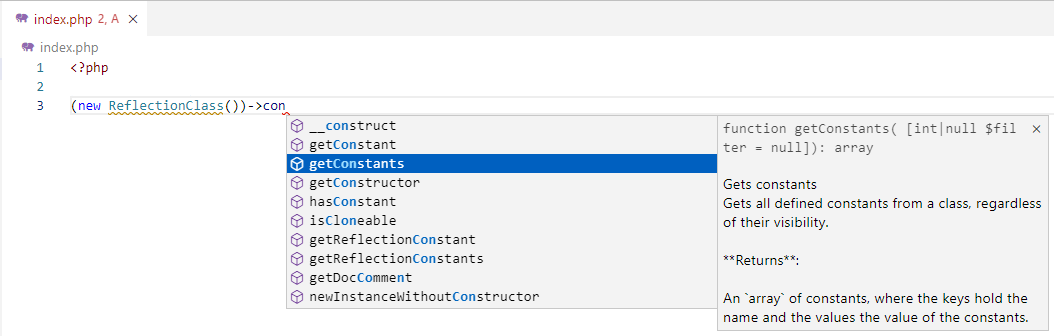 index.php 2, A ×
index.php
1 <?php
2
3 (new ReflectionClass())->con
__construct
getConstant
getConstants
getConstructor
hasConstant
isCloneable
getReflectionConstant
getReflectionConstants
getDocComment
newInstanceWithoutConstructor
function getConstants( [int|null $fil ×
ter = null]): array
Gets constants
Gets all defined constants from a class, regardless
of their visibility.
**Returns**:
An `array` of constants, where the keys hold the
name and the values the value of the constants.